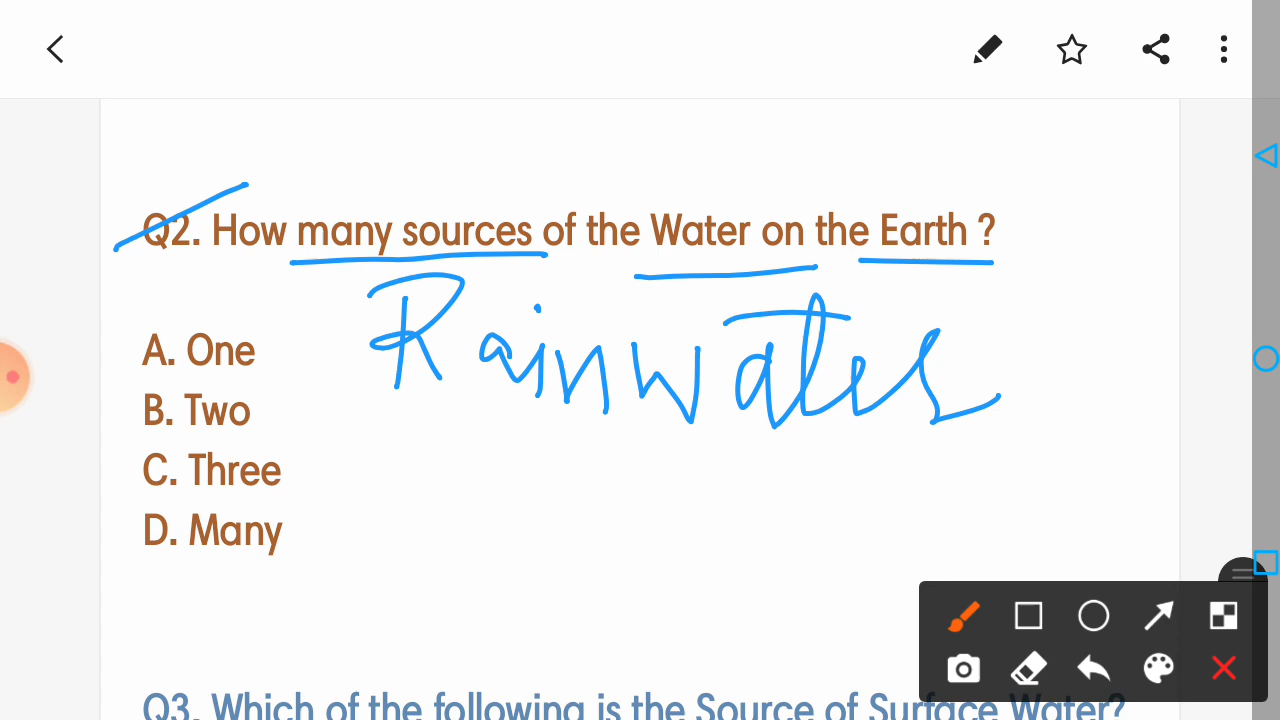 Q2. How many sources of the Water on the Earth ?
Rainwater
A. One
B. Two
C. Three
D. Many
Q3. Which of the following is the Source of Surface Water?